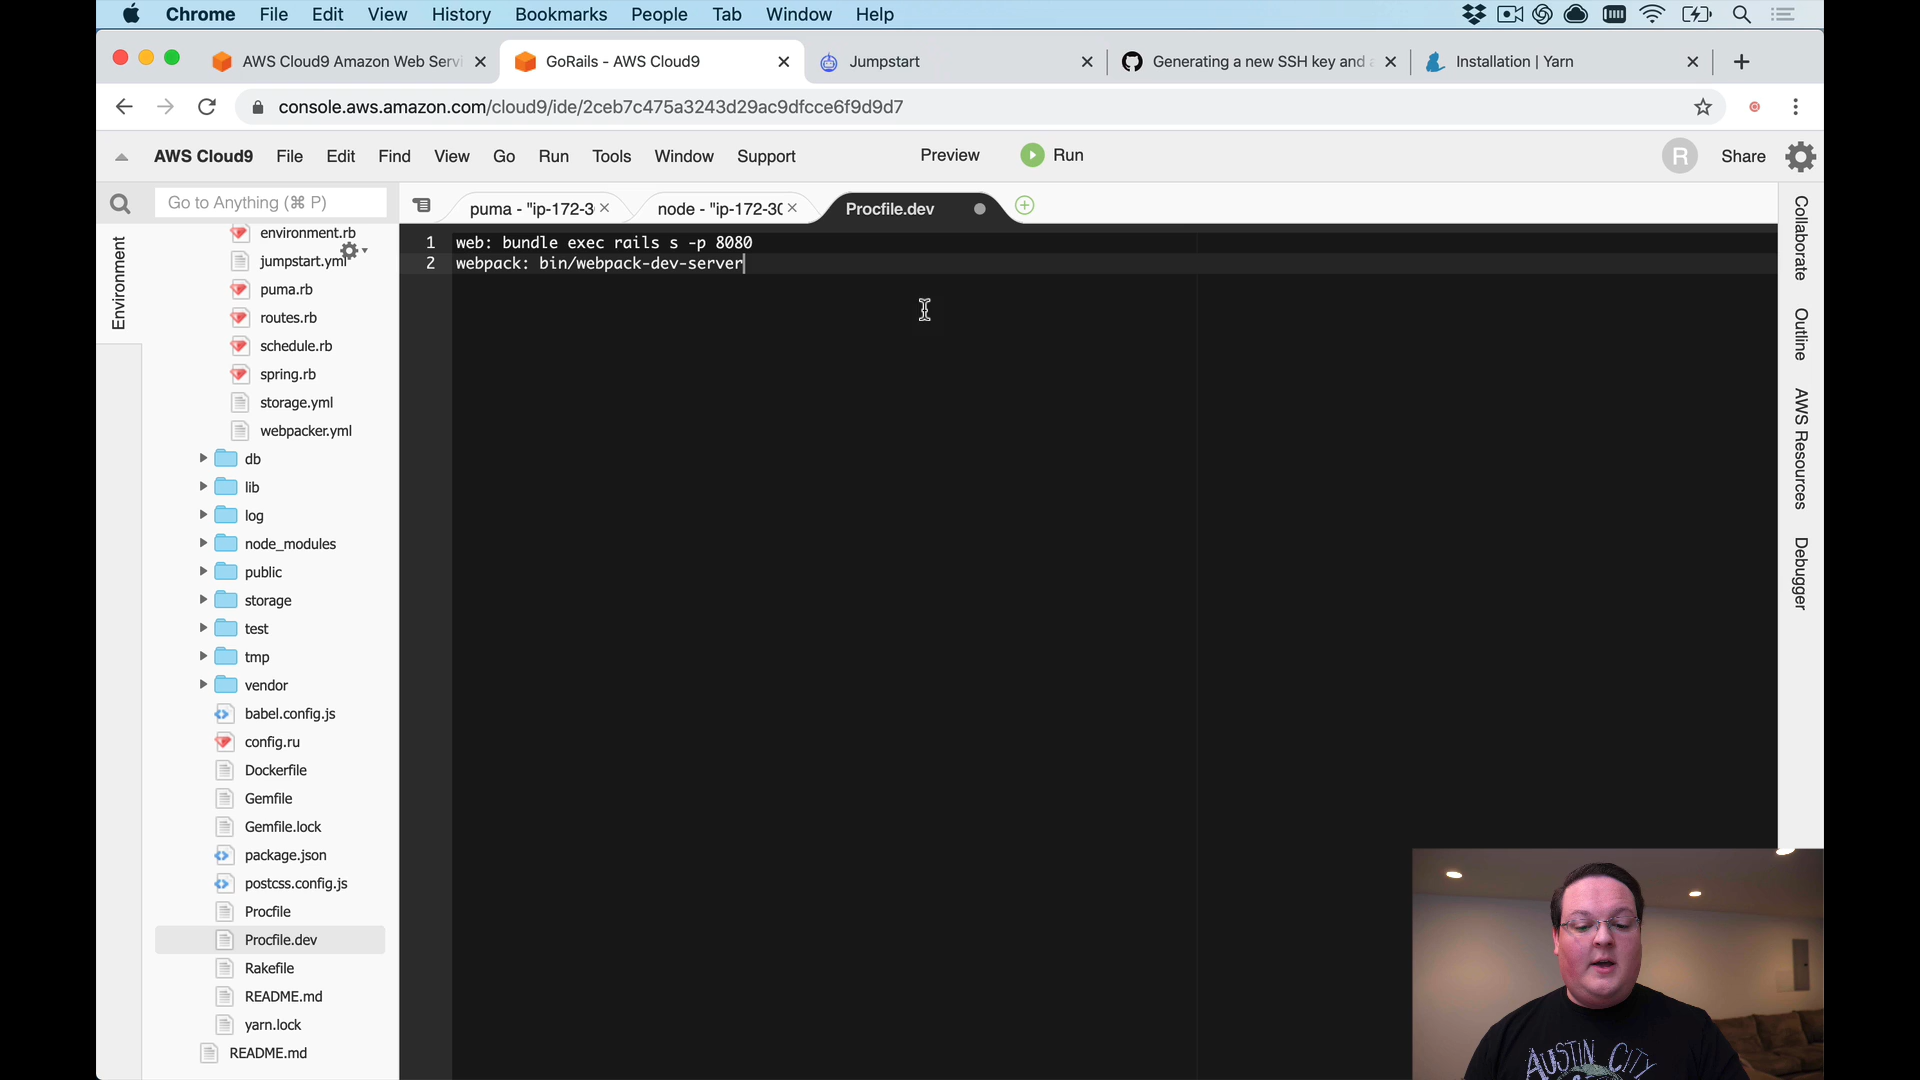 Chrome File Edit View History Bookmarks People Tab Window Help
AWS Cloud9 Amazon Web Servi
GoRails - AWS Cloud9
Jumpstart
Generating a new SSH key and a
Installation | Yarn
console.aws.amazon.com/cloud9/ide/2ceb7c475a3243d29ac9dfcce6f9d9d7
AWS Cloud9 File Edit Find View Go Run Tools Window Support Preview Run R Share
Go to Anything (⌘ P)
puma - "ip-172-3
node - "ip-172-30
Procfile.dev
1 web: bundle exec rails s -p 8080
2 webpack: bin/webpack-dev-server
Environment
environment.rb
jumpstart.yml
puma.rb
routes.rb
schedule.rb
spring.rb
storage.yml
webpacker.yml
db
lib
log
node_modules
public
storage
test
tmp
vendor
babel.config.js
config.ru
Dockerfile
Gemfile
Gemfile.lock
package.json
postcss.config.js
Procfile
Procfile.dev
Rakefile
README.md
yarn.lock
README.md
Collaborate
Outline
AWS Resources
Debugger
AUSTIN CITY